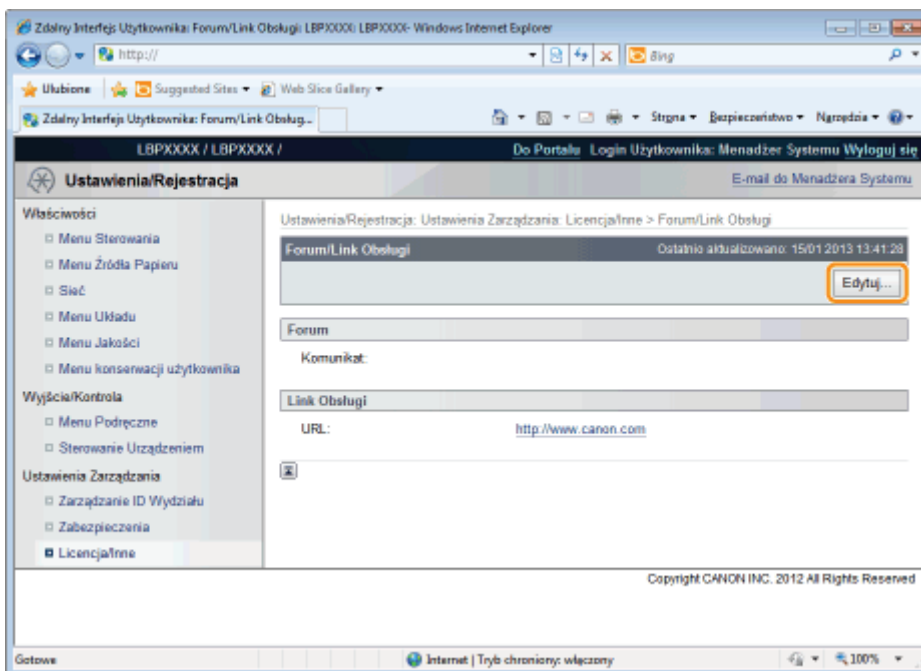 Zdalny Interfejs Użytkownika: Forum/Link Obsługi: LBPXXXX: LBPXXXX- Windows Internet Explorer
http://
Bing
Ulubione Suggested Sites Web Slice Gallery
Zdalny Interfejs Użytkownika: Forum/Link Obsług... Strona Bezpieczeństwo Narzędzia
LBPXXXX / LBPXXXX / Do Portalu Login Użytkownika: Menadżer Systemu Wyloguj się
Ustawienia/Rejestracja E-mail do Menadżera Systemu
Właściwości
Menu Sterowania
Menu Źródła Papieru
Sieć
Menu Układu
Menu Jakości
Menu konserwacji użytkownika
Wyjście/Kontrola
Menu Podręczne
Sterowanie Urządzeniem
Ustawienia Zarządzania
Zarządzanie ID Wydziału
Zabezpieczenia
Licencja/Inne
Ustawienia/Rejestracja: Ustawienia Zarządzania: Licencja/Inne > Forum/Link Obsługi
Forum/Link Obsługi Ostatnio aktualizowano: 15/01 2013 13:41:28
Edytuj...
Forum
Komunikat:
Link Obsługi
URL: http://www.canon.com
Copyright CANON INC. 2012 All Rights Reserved
Gotowe Internet | Tryb chroniony: włączony 100%